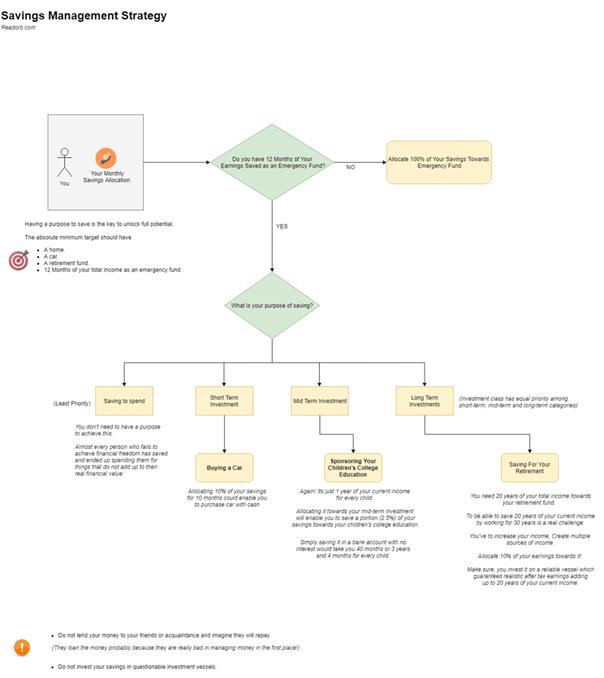 Savings Management Strategy
Readorb.com
You
Your Monthly
Savings Allocation
Do you have 12 Months of Your
Earnings Saved as an Emergency Fund?
NO
Allocate 100% of Your Savings Towards
Emergency Fund
YES
Having a purpose to save is the key to unlock full potential.
The absolute minimum target should have
• A home.
• A car.
• A retirement fund.
• 12 Months of your total income as an emergency fund.
What is your purpose of saving?
(Least Priority)
Saving to spend
Short Term
Investment
Mid Term Investment
Long Term
Investments
(Investment class has equal priority among
short-term, mid-term and long-term categories)
You don't need to have a purpose
to achieve this.
Almost every person who fails to
achieve financial freedom has saved
and ended up spending them for
things that do not add up to their
real financial value.
Buying a Car
Allocating 10% of your savings
for 10 months could enable you
to purchase car with cash
Sponsoring Your
Children's College
Education
Again! Its just 1 year of your current income
for every child.
Allocating it towards your mid-term investment
will enable you to save a portion (2.5%) of your
savings towards your children's college education.
Simply saving it in a bank account with no
interest would take you 40 months or 3 years
and 4 months for every child.
Saving For Your
Retirement
You need 20 years of your total income towards
your retirement fund.
To be able to save 20 years of your current income
by working for 30 years is a real challenge.
You've to increase your income, Create multiple
sources of income.
Allocate 10% of your earnings towards it!
Make sure, you invest it on a reliable vessel which
guarantees realistic after tax earnings adding
up to 20 years of your current income.
• Do not lend your money to your friends or acquaintance and imagine they will repay.
(They loan the money probably because they are really bad in managing money in the first place!)
• Do not invest your savings in questionable investment vessels.